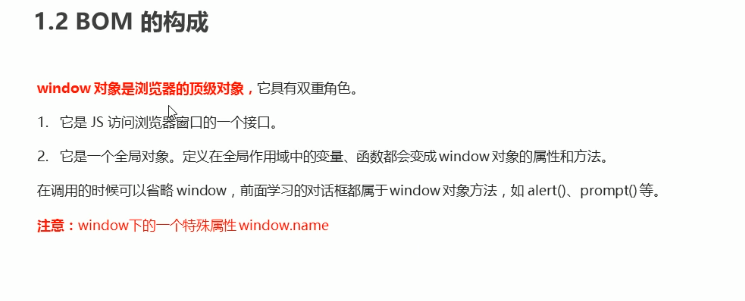 1.2 BOM 的构成
window 对象是浏览器的顶级对象，它具有双重角色。
1. 它是 JS 访问浏览器窗口的一个接口。
2. 它是一个全局对象。定义在全局作用域中的变量、函数都会变成 window 对象的属性和方法。
在调用的时候可以省略 window，前面学习的对话框都属于 window 对象方法，如 alert()、prompt() 等。
注意：window下的一个特殊属性 window.name